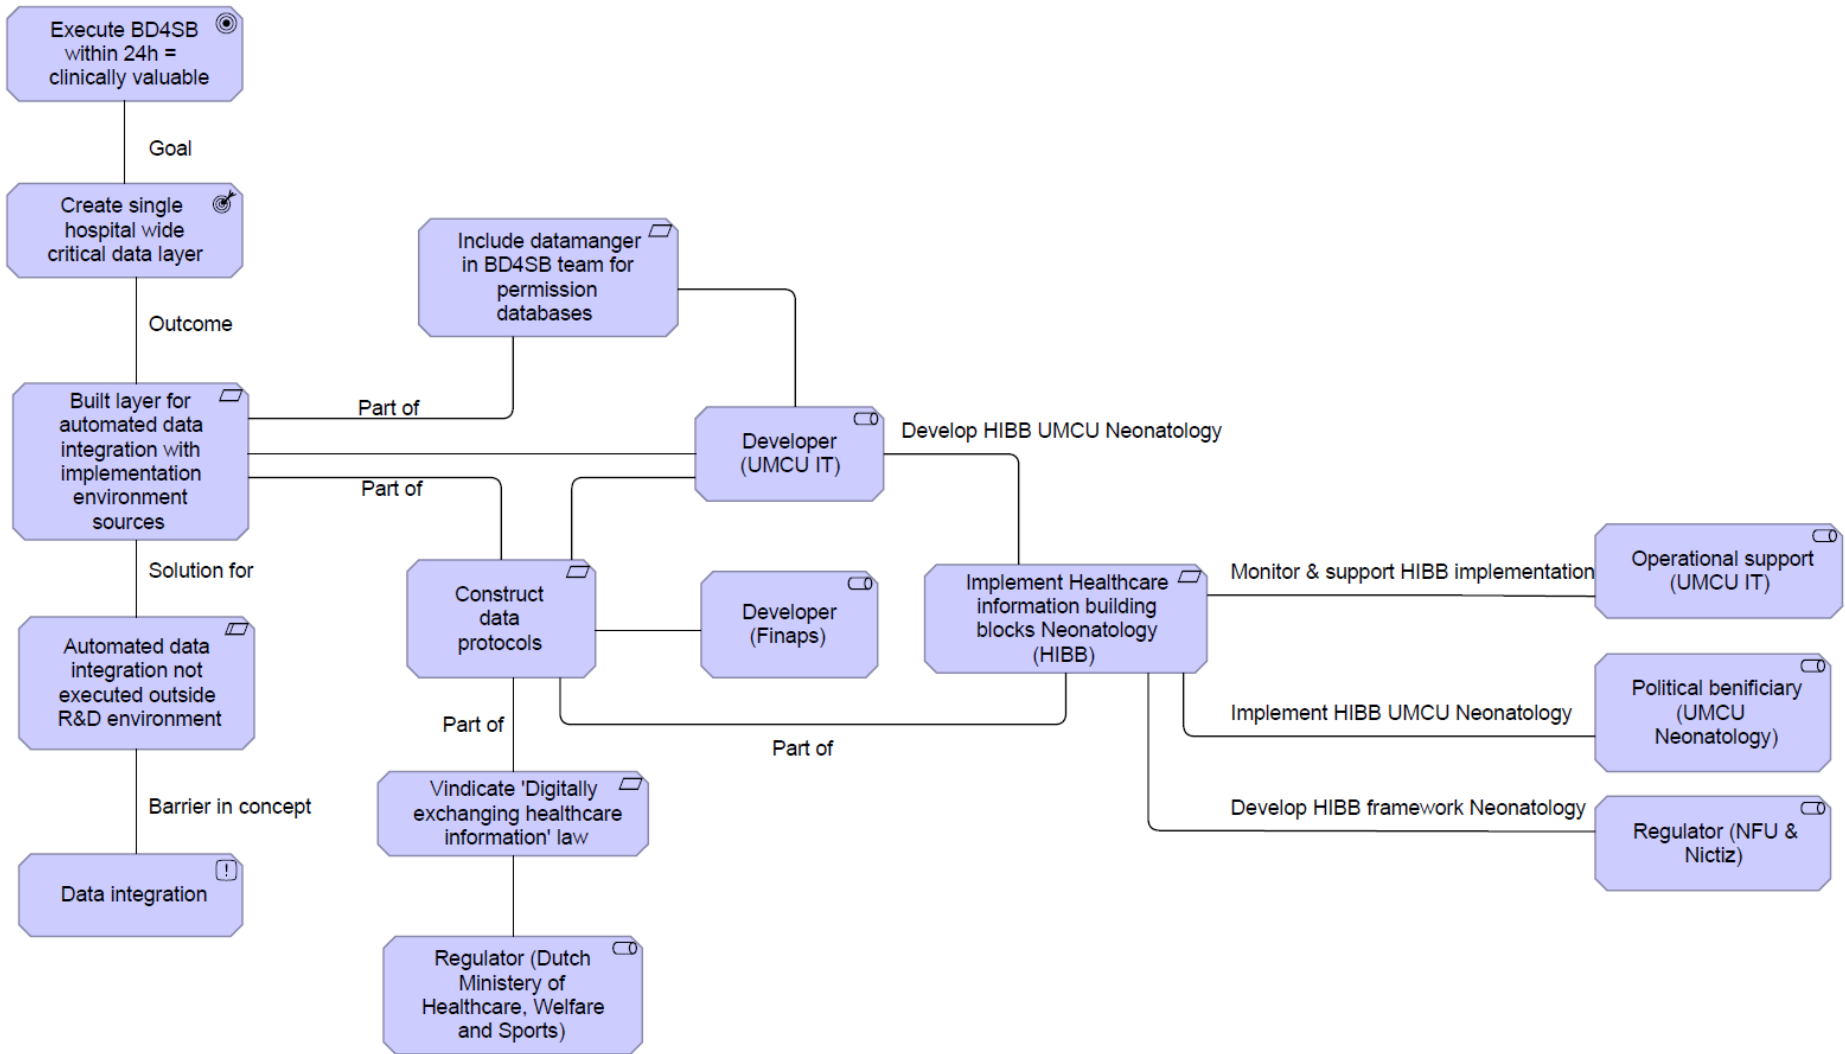 Execute BD4SB
within 24h =
clinically valuable
Goal
Create single
hospital wide
critical data layer
Outcome
Include datamanger
in BD4SB team for
permission
databases
Built layer for
automated data
integration with
implementation
environment
sources
Part of
Part of
Developer
(UMCU IT)
Develop HIBB UMCU Neonatology
Solution for
Construct
data
protocols
Developer
(Finaps)
Implement Healthcare
information building
blocks Neonatology
(HIBB)
Monitor & support HIBB implementation
Operational support
(UMCU IT)
Automated data
integration not
executed outside
R&D environment
Part of
Part of
Implement HIBB UMCU Neonatology
Political benificiary
(UMCU
Neonatology)
Barrier in concept
Vindicate 'Digitally
exchanging healthcare
information' law
Develop HIBB framework Neonatology
Regulator (NFU &
Nictiz)
!
Data integration
Regulator (Dutch
Ministery of
Healthcare, Welfare
and Sports)